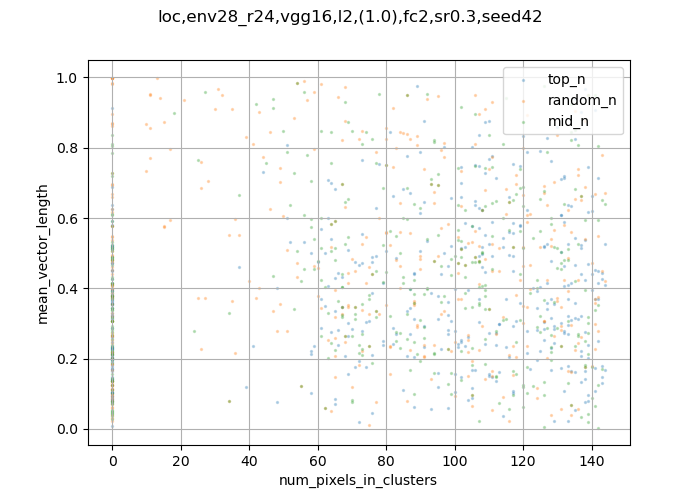 loc,env28_r24,vgg16,l2,(1.0),fc2,sr0.3,seed42
1.0
0.8
0.6
0.4
0.2
0.0
mean_vector_length
top_n
random_n
mid_n
0 20 40 60 80 100 120 140
num_pixels_in_clusters